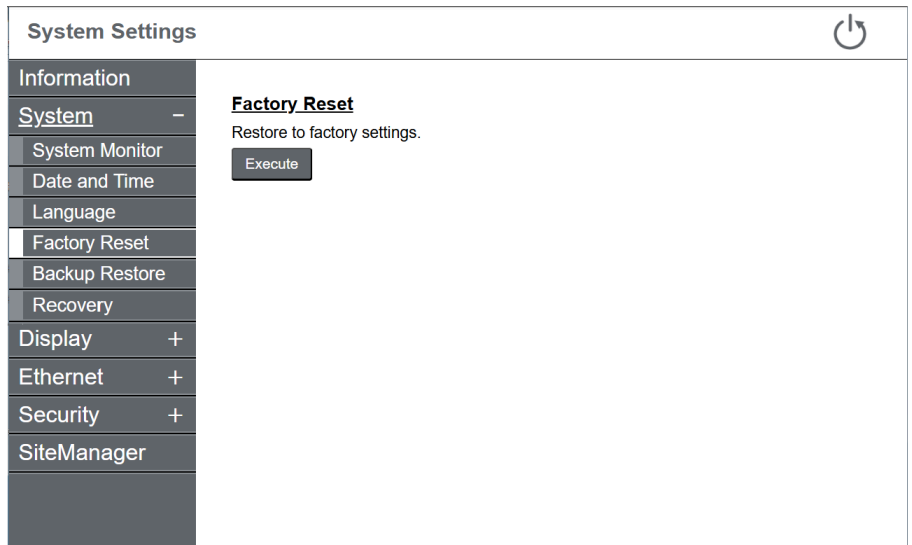 System Settings
Information
System −
System Monitor
Date and Time
Language
Factory Reset
Backup Restore
Recovery
Display +
Ethernet +
Security +
SiteManager
Factory Reset
Restore to factory settings.
Execute